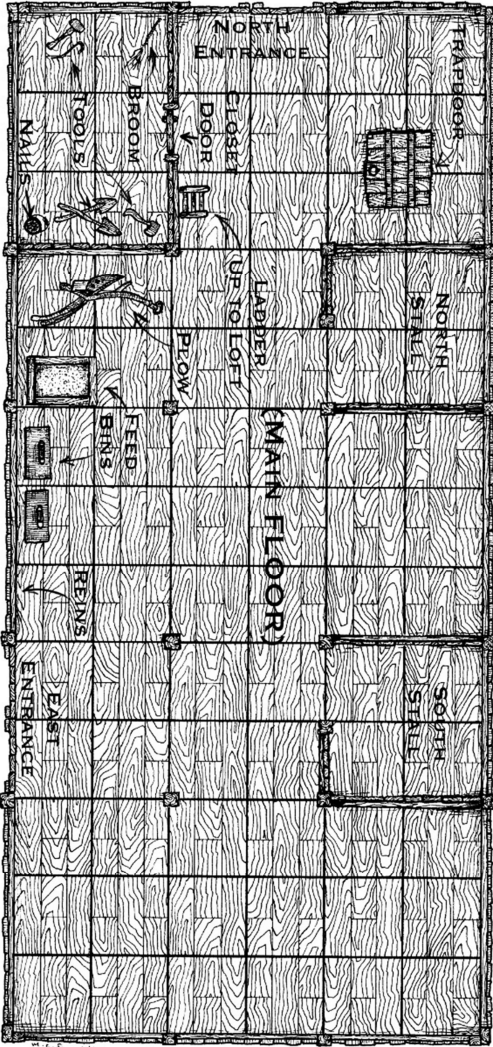 NORTH
ENTRANCE
TRAPDOOR
BROOM
TOOLS
NAILS
CLOSET
DOOR
LADDER
UP TO LOFT
NORTH
STALL
PLOW
FEED
BINS
(MAIN FLOOR)
REINS
EAST
ENTRANCE
SOUTH
STALL